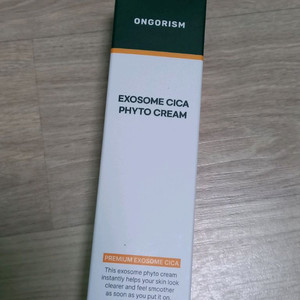 ONGORISM
EXOSOME CICA
PHYTO CREAM
PREMIUM EXOSOME CICA
This exosome phyto cream
instantly helps your skin look
clearer and feel smoother
as soon as you put it on.